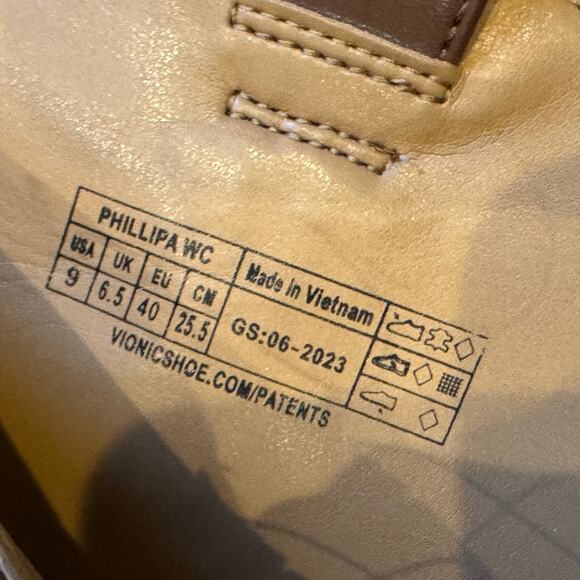 PHILLIPA WC
USA UK EU CM
9 6.5 40 25.5
Made in Vietnam
GS:06-2023
VIONICSHOE.COM/PATENTS